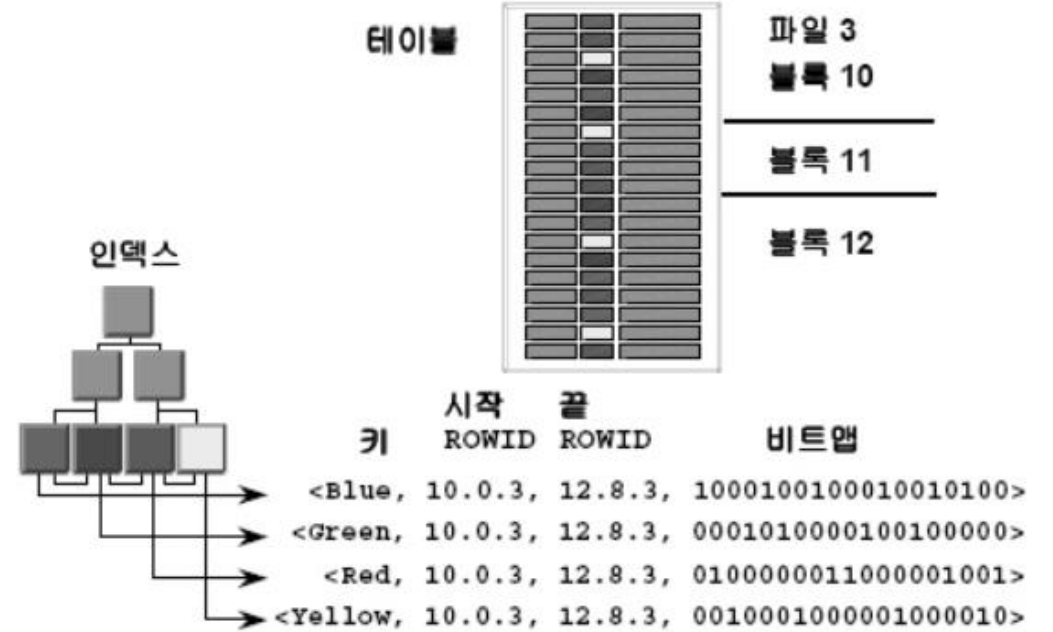 테이블
파일 3
블록 10
블록 11
블록 12
인덱스
시작 끝
키 ROWID ROWID 비트맵
<Blue, 10.0.3, 12.8.3, 1000100100010010100>
<Green, 10.0.3, 12.8.3, 0001010000100100000>
<Red, 10.0.3, 12.8.3, 0100000011000001001>
<Yellow, 10.0.3, 12.8.3, 0010001000001000010>